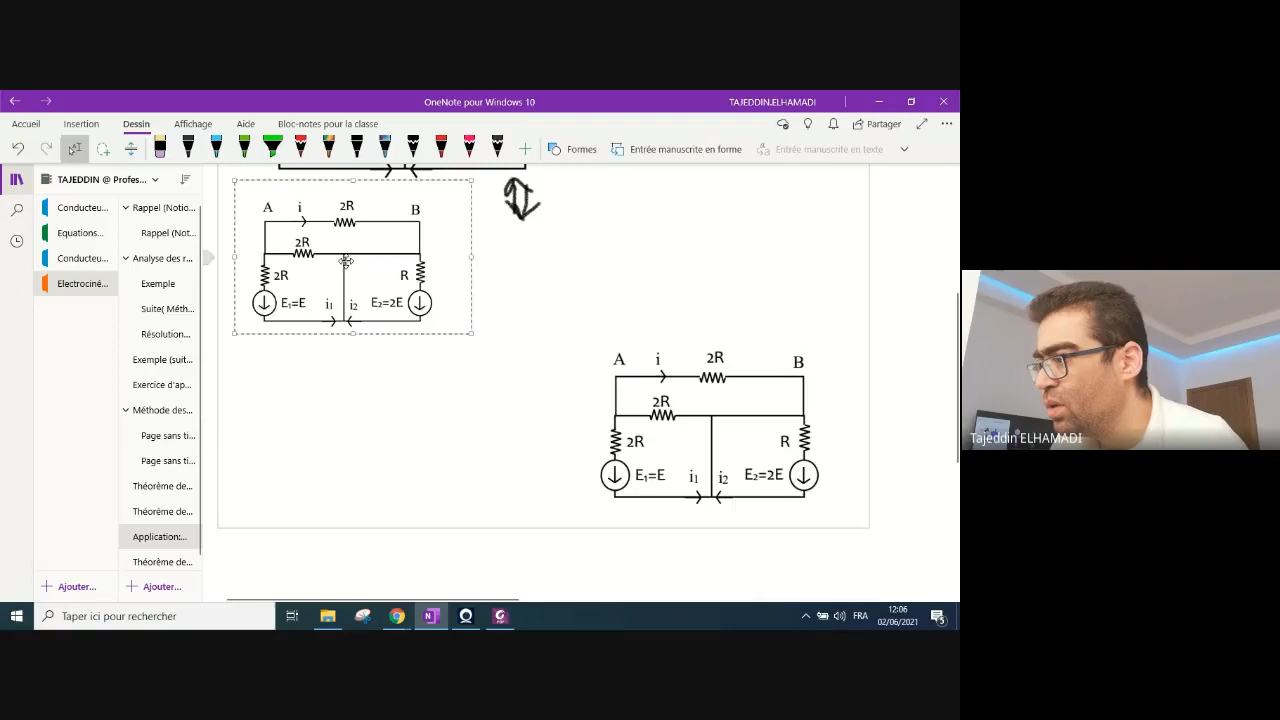 OneNote pour Windows 10
TAJEDDIN.ELHAMADI
Accueil
Insertion
Dessin
Affichage
Aide
Bloc-notes pour la classe
Partager
Formes
Entrée manuscrite en forme
Entrée manuscrite en texte
TAJEDDIN @ Profes...
Conducteu...
Equations...
Conducteu...
Electrociné...
Rappel (Notio...
Rappel (Not...
Analyse des r...
Exemple
Suite( Méth...
Résolution...
Exemple (suit...
Exercice d'ap...
Méthode des...
Page sans ti...
Page sans ti...
Théorème de...
Théorème de...
Application:...
Théorème de...
Ajouter...
Ajouter...
A i 2R B
2R
2R R
E₁=E i₁ i₂ E₂=2E
A i 2R B
2R
2R R
E₁=E i₁ i₂ E₂=2E
Tajeddin ELHAMADI
Taper ici pour rechercher
FRA
12:06
02/06/2021
5